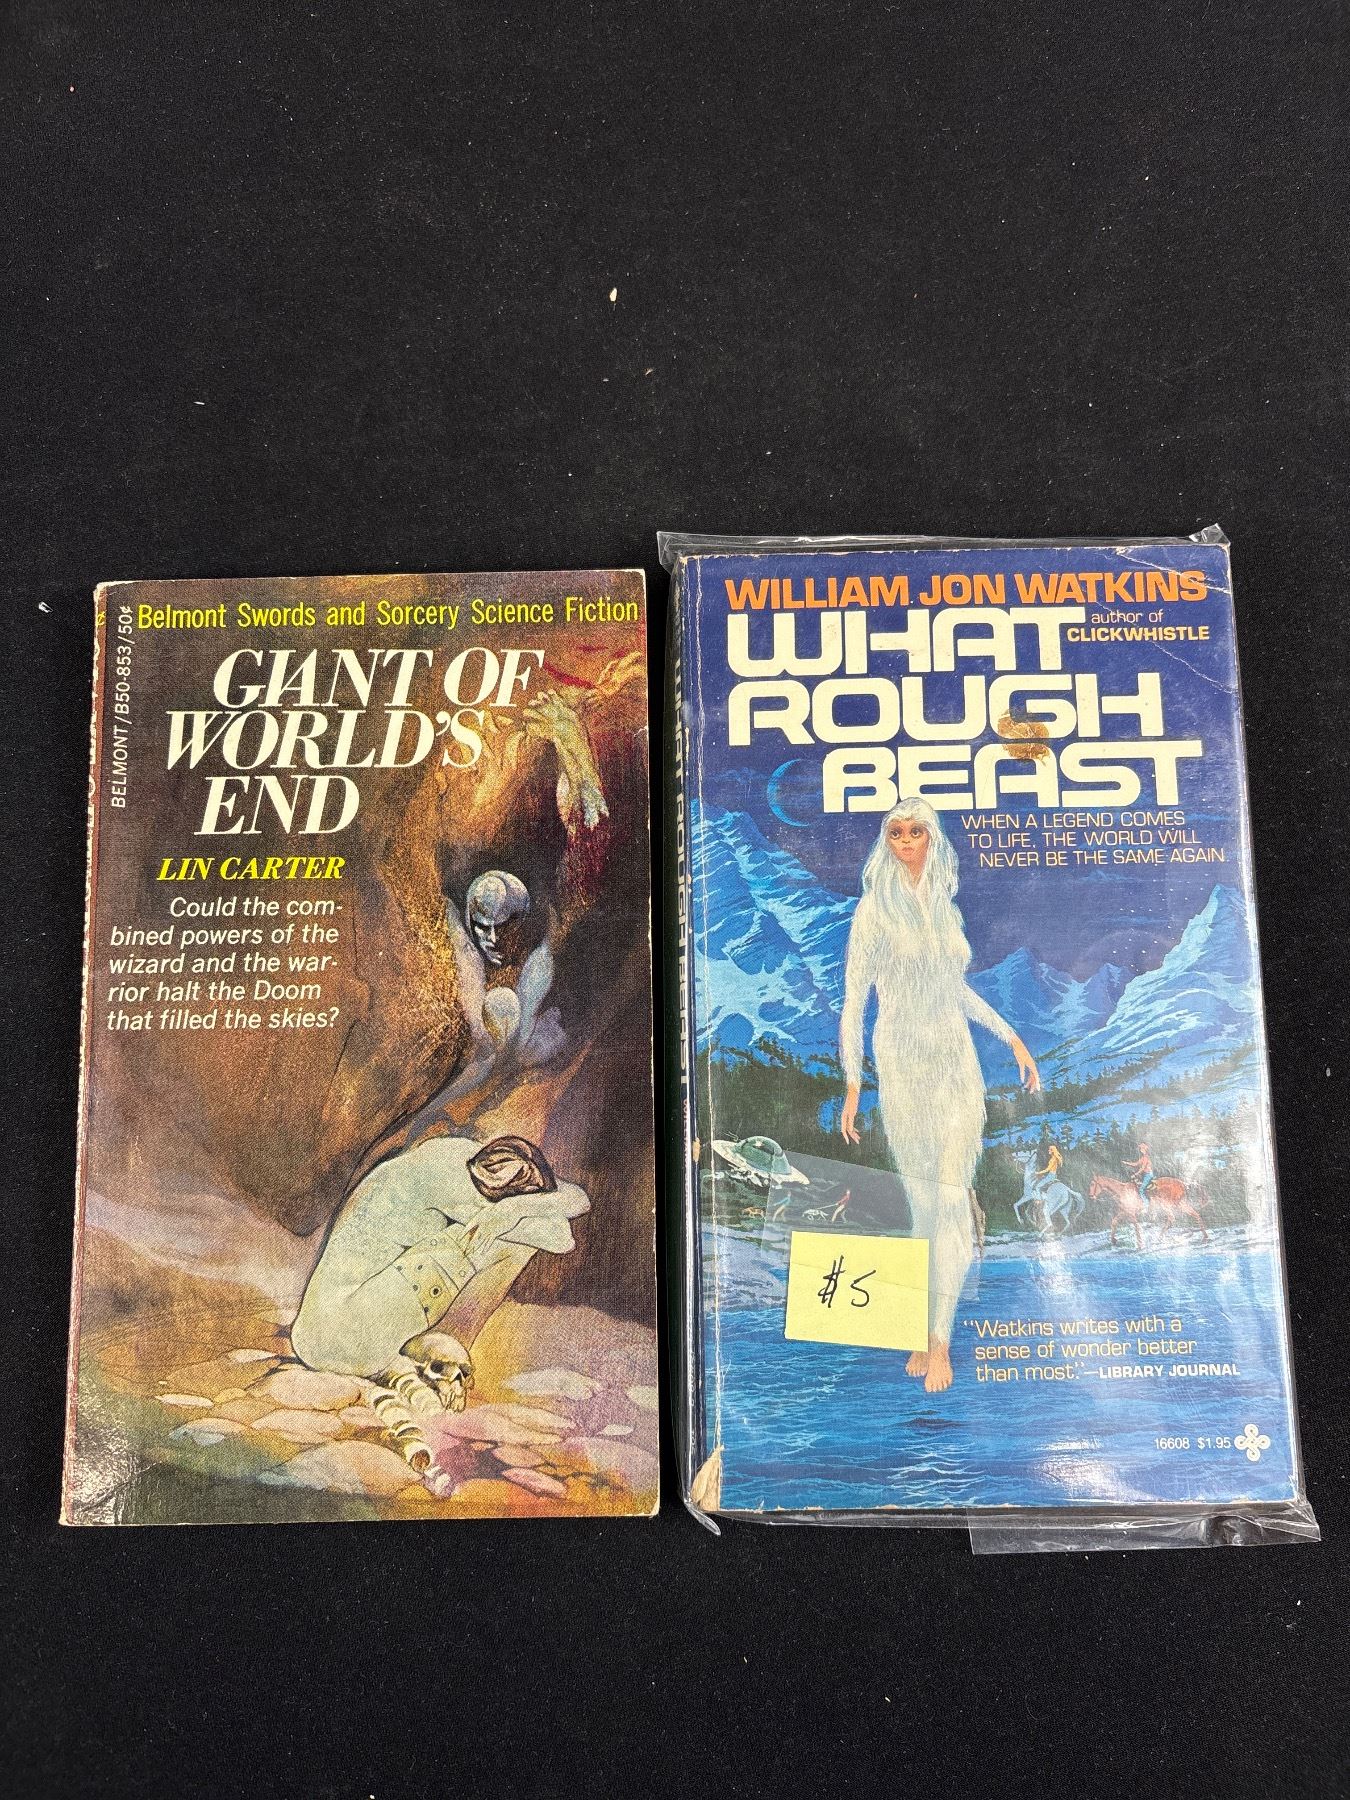 Belmont Swords and Sorcery Science Fiction
BELMONT/B50-853/50¢
GIANT OF
WORLD'S
END
LIN CARTER
Could the com-
bined powers of the
wizard and the war-
rior halt the Doom
that filled the skies?
WILLIAM JON WATKINS
author of
CLICKWHISTLE
WHAT
ROUGH
BEAST
WHEN A LEGEND COMES
TO LIFE, THE WORLD WILL
NEVER BE THE SAME AGAIN.
#5
"Watkins writes with a
sense of wonder better
than most."—LIBRARY JOURNAL
16608 $1.95